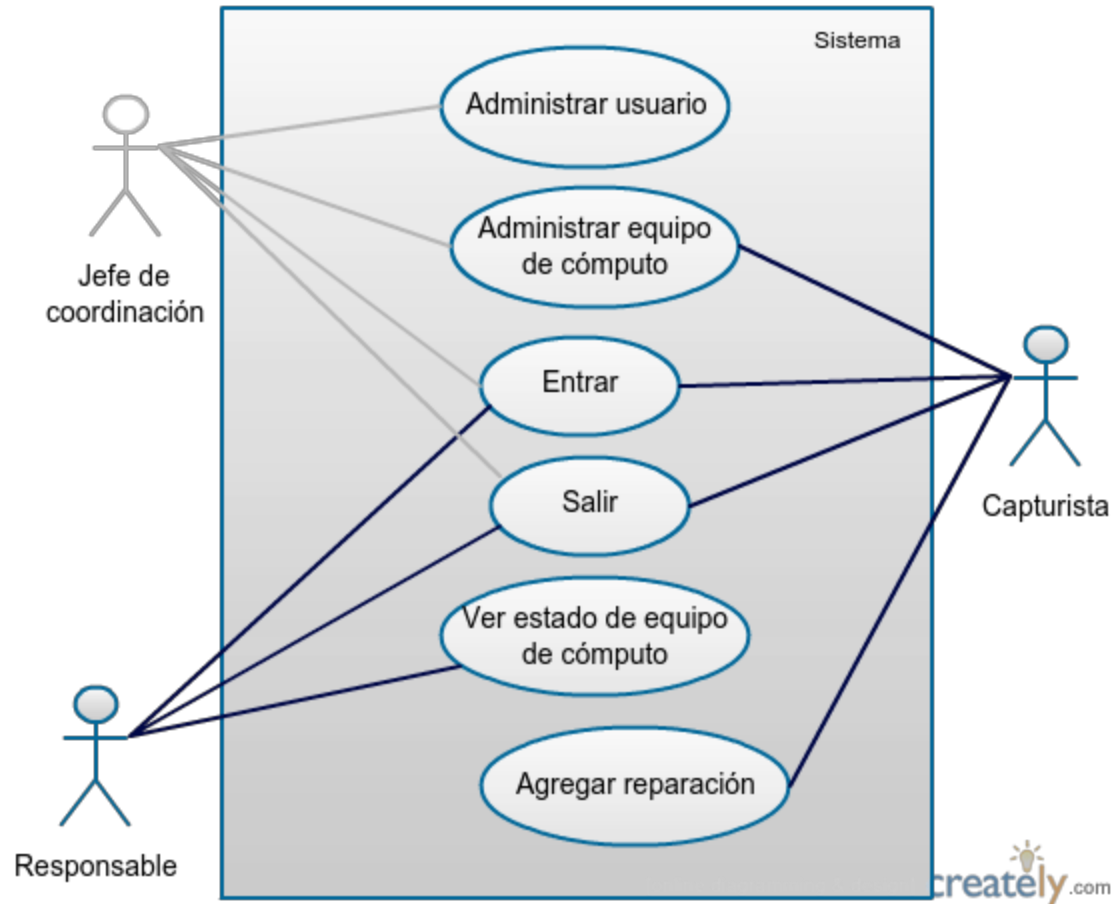 Sistema
Administrar usuario
Administrar equipo
de cómputo
Jefe de
coordinación
Entrar
Salir
Capturista
Ver estado de equipo
de cómputo
Agregar reparación
Responsable
creately.com